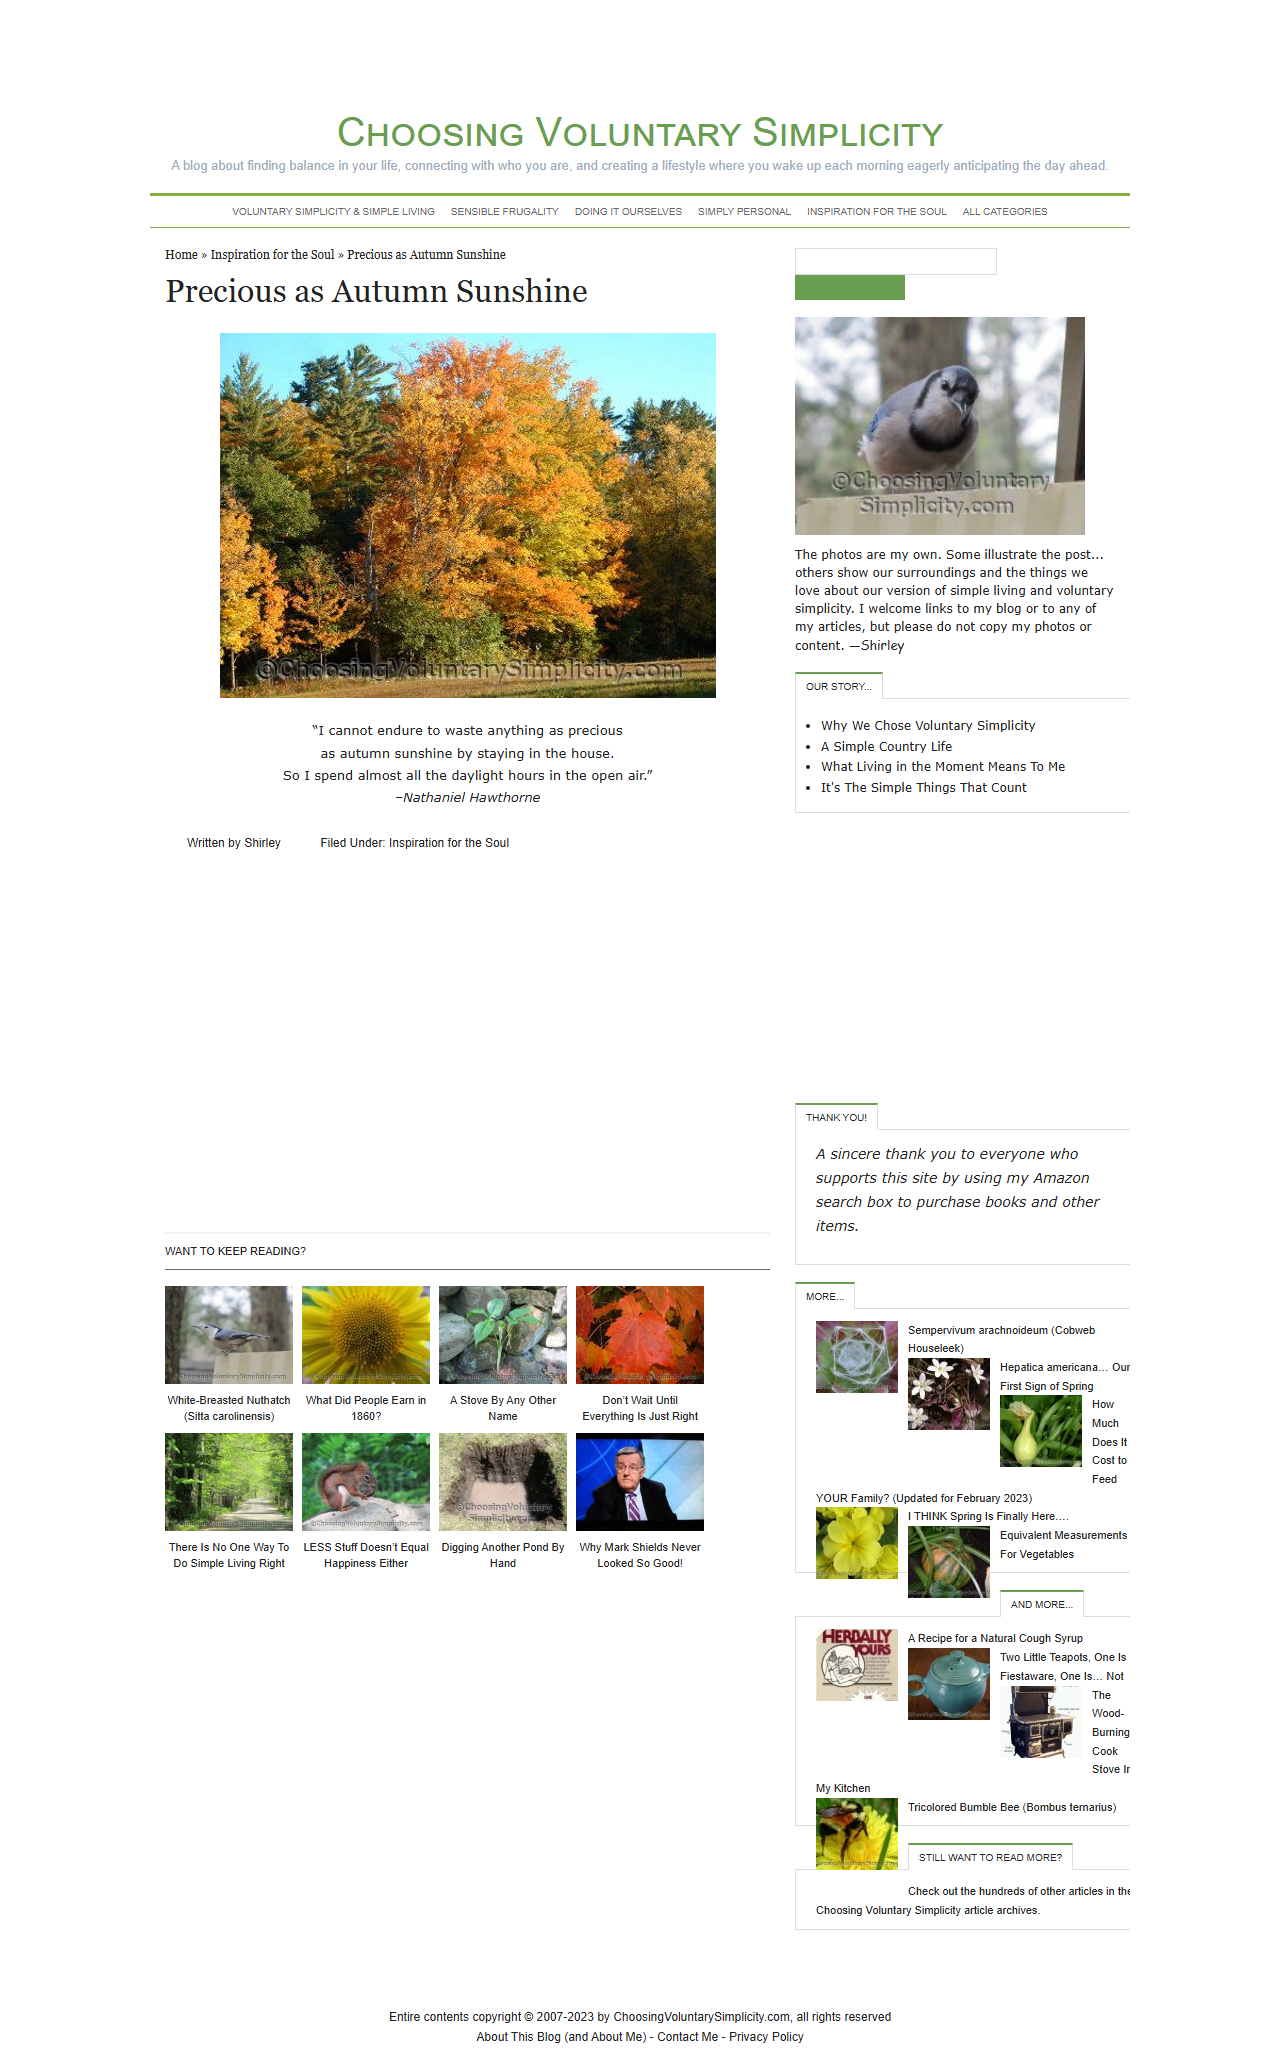 Choosing Voluntary Simplicity
A blog about finding balance in your life, connecting with who you are, and creating a lifestyle where you wake up each morning eagerly anticipating the day ahead.
VOLUNTARY SIMPLICITY & SIMPLE LIVING SENSIBLE FRUGALITY DOING IT OURSELVES SIMPLY PERSONAL INSPIRATION FOR THE SOUL ALL CATEGORIES
Home » Inspiration for the Soul » Precious as Autumn Sunshine
Precious as Autumn Sunshine
©ChoosingVoluntarySimplicity.com
“I cannot endure to waste anything as precious
as autumn sunshine by staying in the house.
So I spend almost all the daylight hours in the open air.”
–Nathaniel Hawthorne
Written by Shirley Filed Under: Inspiration for the Soul
WANT TO KEEP READING?
White-Breasted Nuthatch
(Sitta carolinensis)
What Did People Earn in
1860?
A Stove By Any Other
Name
Don’t Wait Until
Everything Is Just Right
There Is No One Way To
Do Simple Living Right
LESS Stuff Doesn’t Equal
Happiness Either
©ChoosingVoluntary
Simplicity.com
Digging Another Pond By
Hand
Why Mark Shields Never
Looked So Good!
©ChoosingVoluntary
Simplicity.com
The photos are my own. Some illustrate the post...
others show our surroundings and the things we
love about our version of simple living and voluntary
simplicity. I welcome links to my blog or to any of
my articles, but please do not copy my photos or
content. —Shirley
OUR STORY...
Why We Chose Voluntary Simplicity
A Simple Country Life
What Living in the Moment Means To Me
It's The Simple Things That Count
THANK YOU!
A sincere thank you to everyone who
supports this site by using my Amazon
search box to purchase books and other
items.
MORE...
Sempervivum arachnoideum (Cobweb
Houseleek)
Hepatica americana… Our
First Sign of Spring
How
Much
Does It
Cost to
Feed
YOUR Family? (Updated for February 2023)
I THINK Spring Is Finally Here….
Equivalent Measurements
For Vegetables
AND MORE...
HERBALLY
YOURS
A Recipe for a Natural Cough Syrup
Two Little Teapots, One Is
Fiestaware, One Is… Not
The
Wood-
Burning
Cook
Stove In
My Kitchen
Tricolored Bumble Bee (Bombus ternarius)
STILL WANT TO READ MORE?
Check out the hundreds of other articles in the
Choosing Voluntary Simplicity article archives.
Entire contents copyright © 2007-2023 by ChoosingVoluntarySimplicity.com, all rights reserved
About This Blog (and About Me) - Contact Me - Privacy Policy